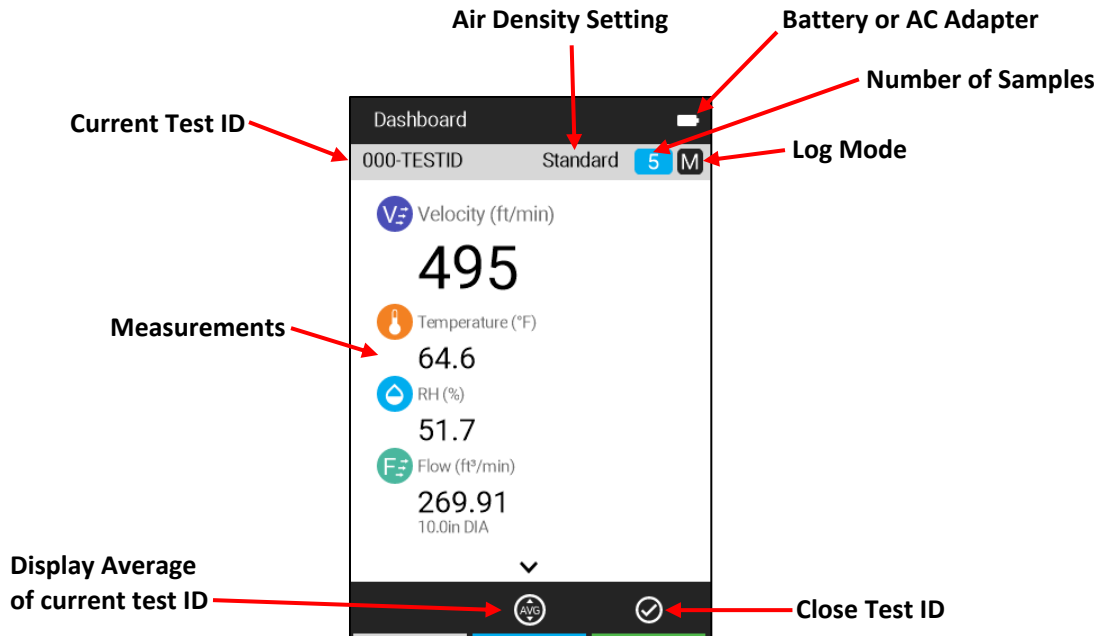 Air Density Setting
Battery or AC Adapter
Number of Samples
Current Test ID
Dashboard
Log Mode
000-TESTID Standard 5 M
V Velocity (ft/min)
495
Measurements
Temperature (°F)
64.6
RH (%)
51.7
F Flow (ft³/min)
269.91
10.0in DIA
Display Average
of current test ID
AVG
Close Test ID